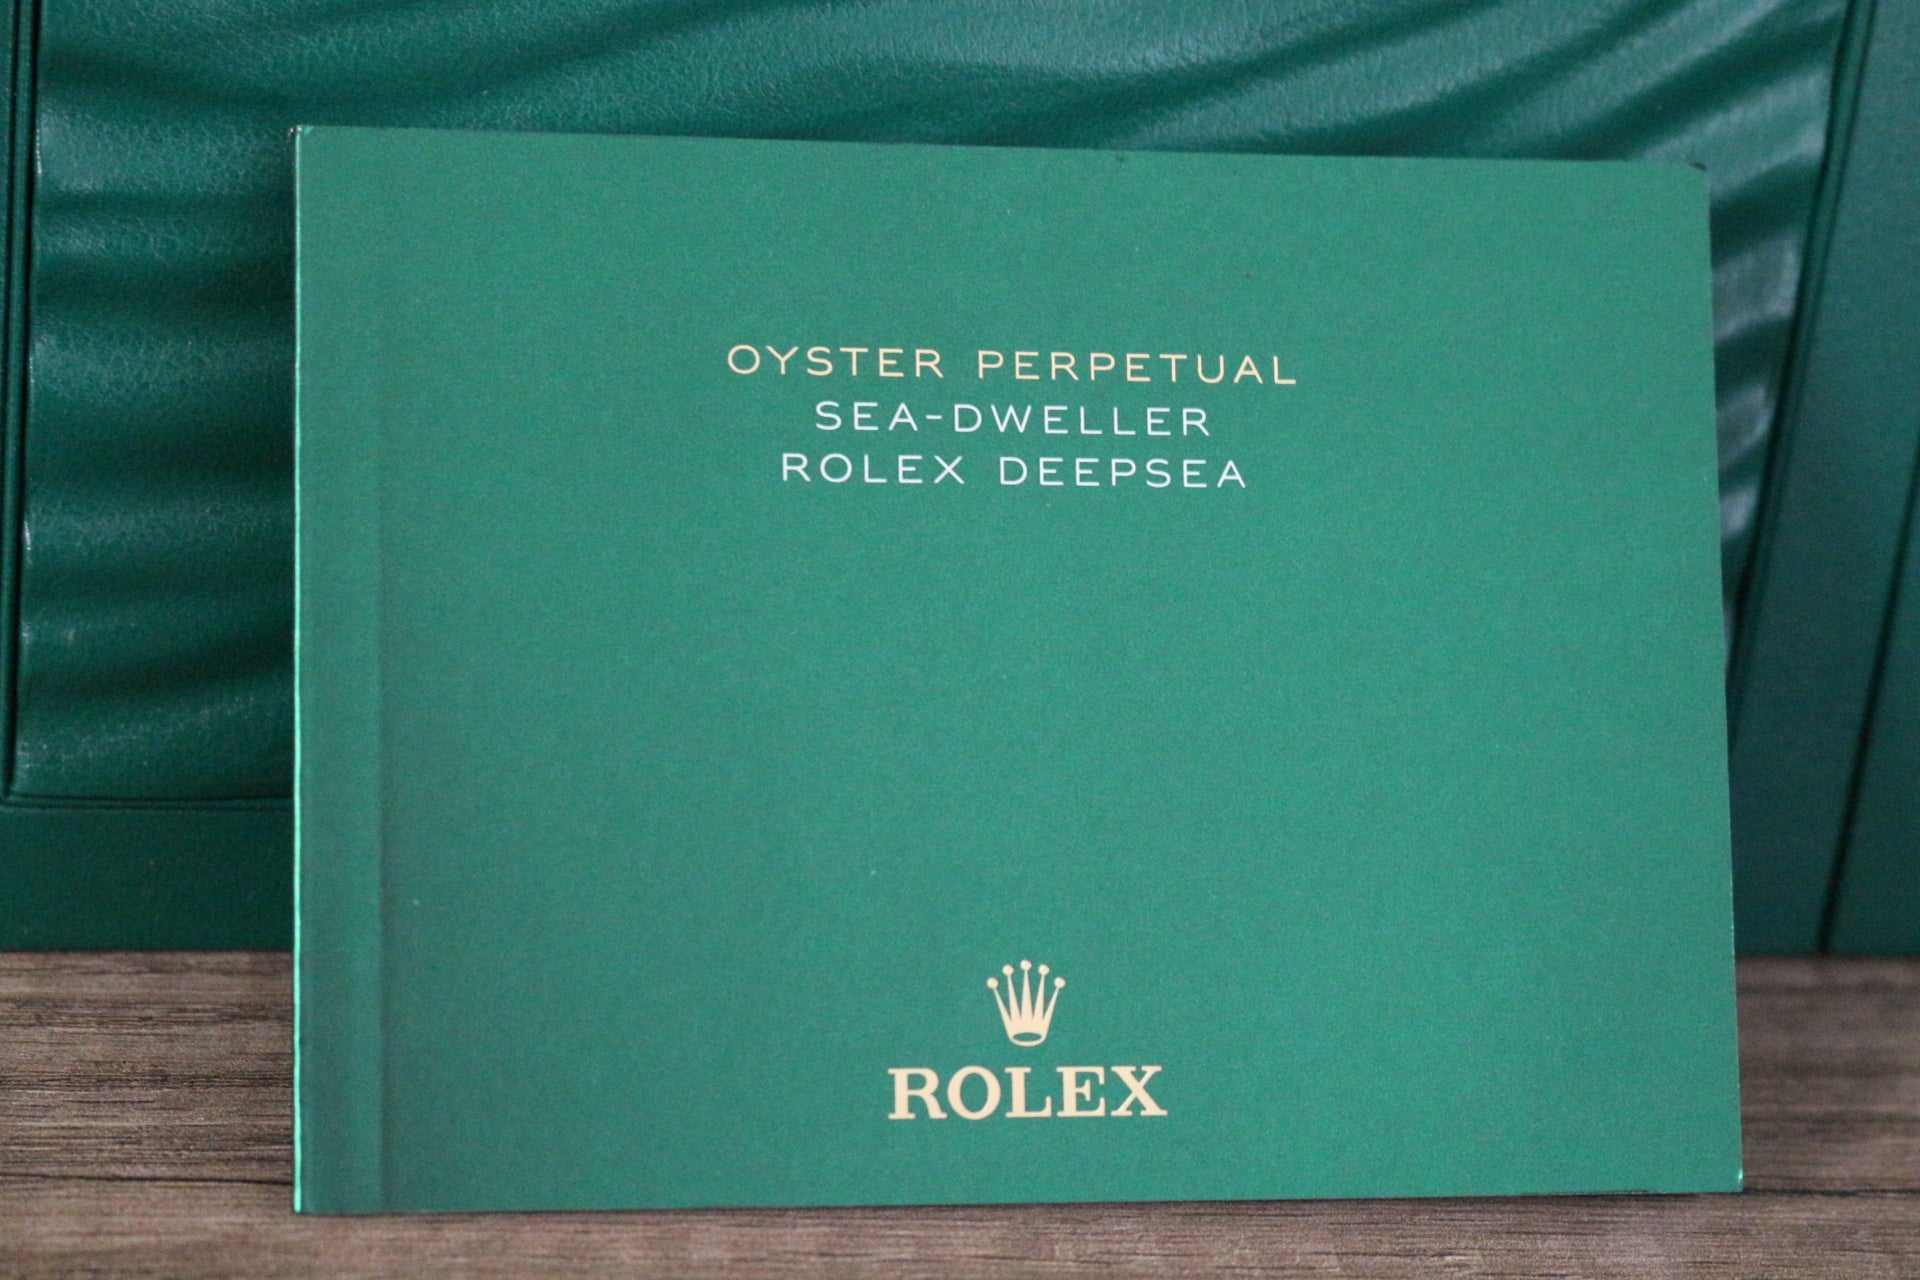 OYSTER PERPETUAL
SEA-DWELLER
ROLEX DEEPSEA
ROLEX